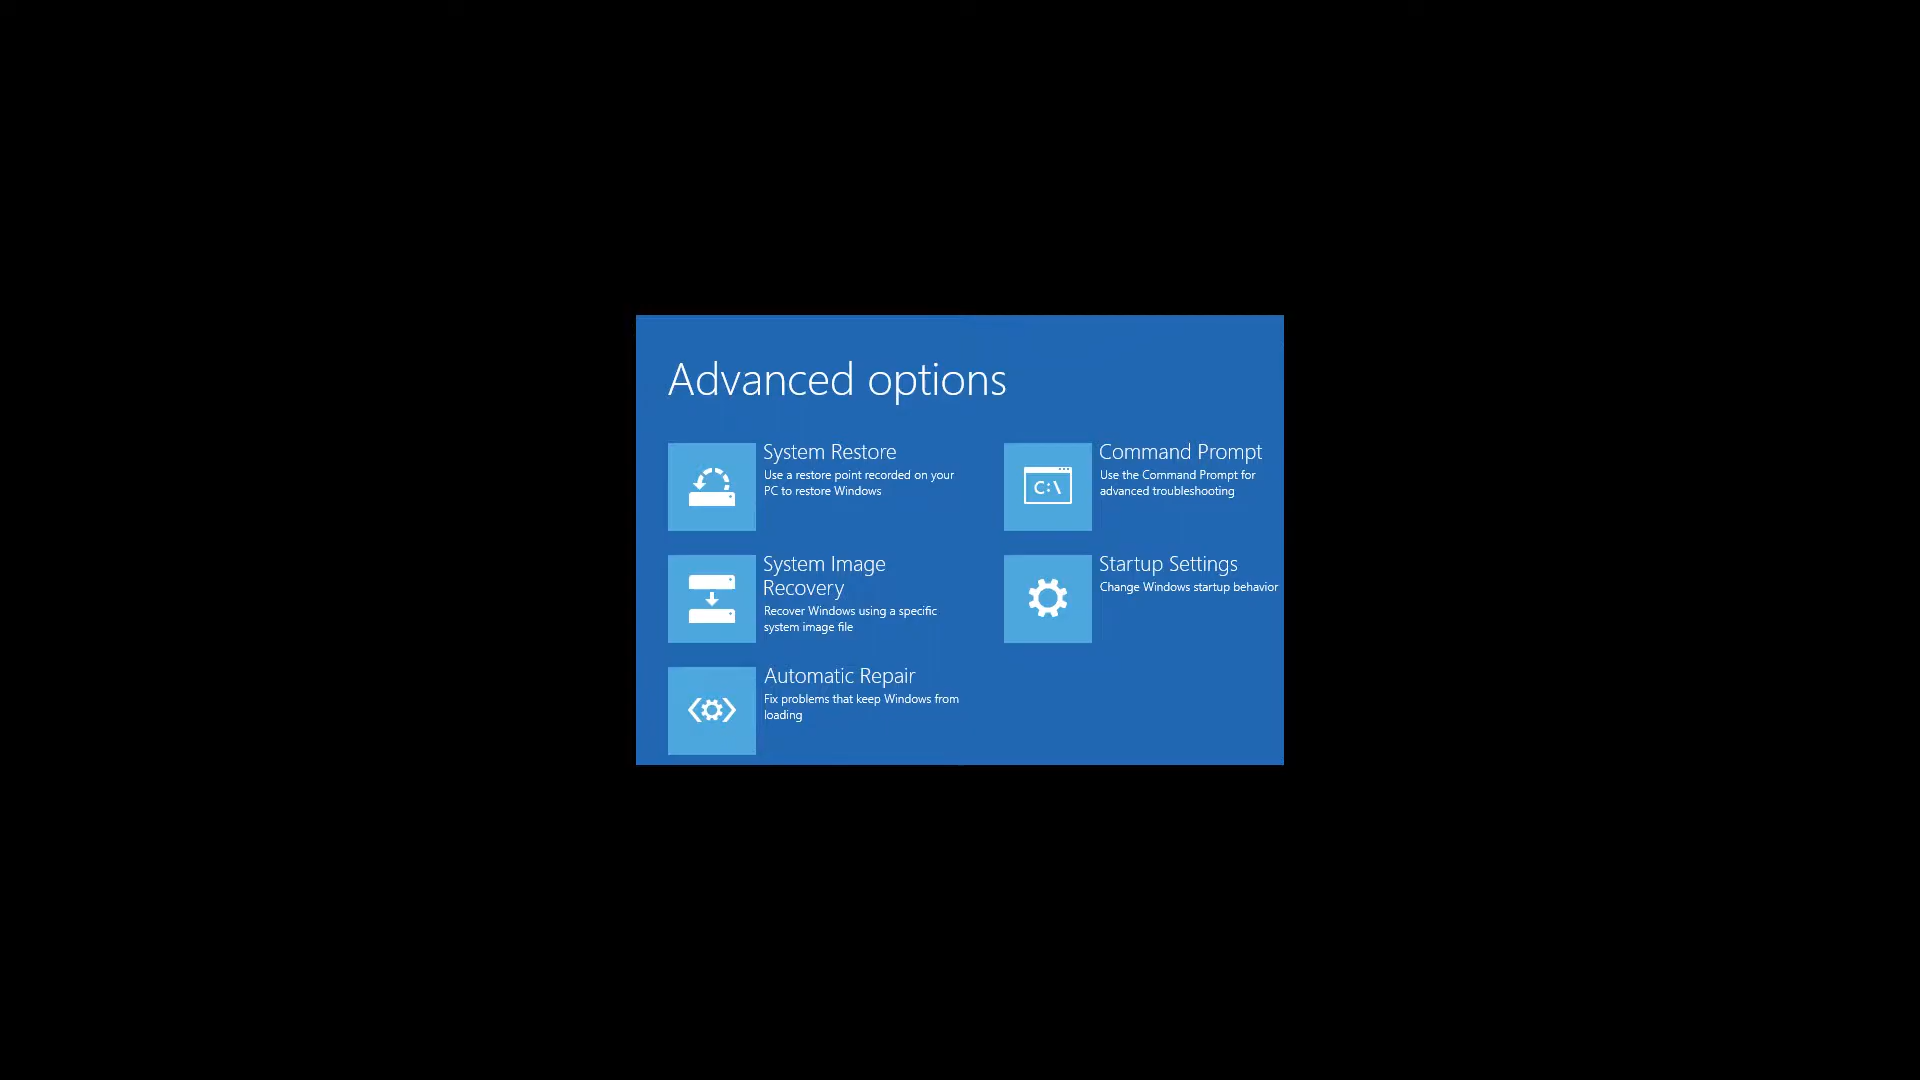 Advanced options
System Restore
Use a restore point recorded on your
PC to restore Windows
System Image
Recovery
Recover Windows using a specific
system image file
Automatic Repair
Fix problems that keep Windows from
loading
C:\
Command Prompt
Use the Command Prompt for
advanced troubleshooting
Startup Settings
Change Windows startup behavior